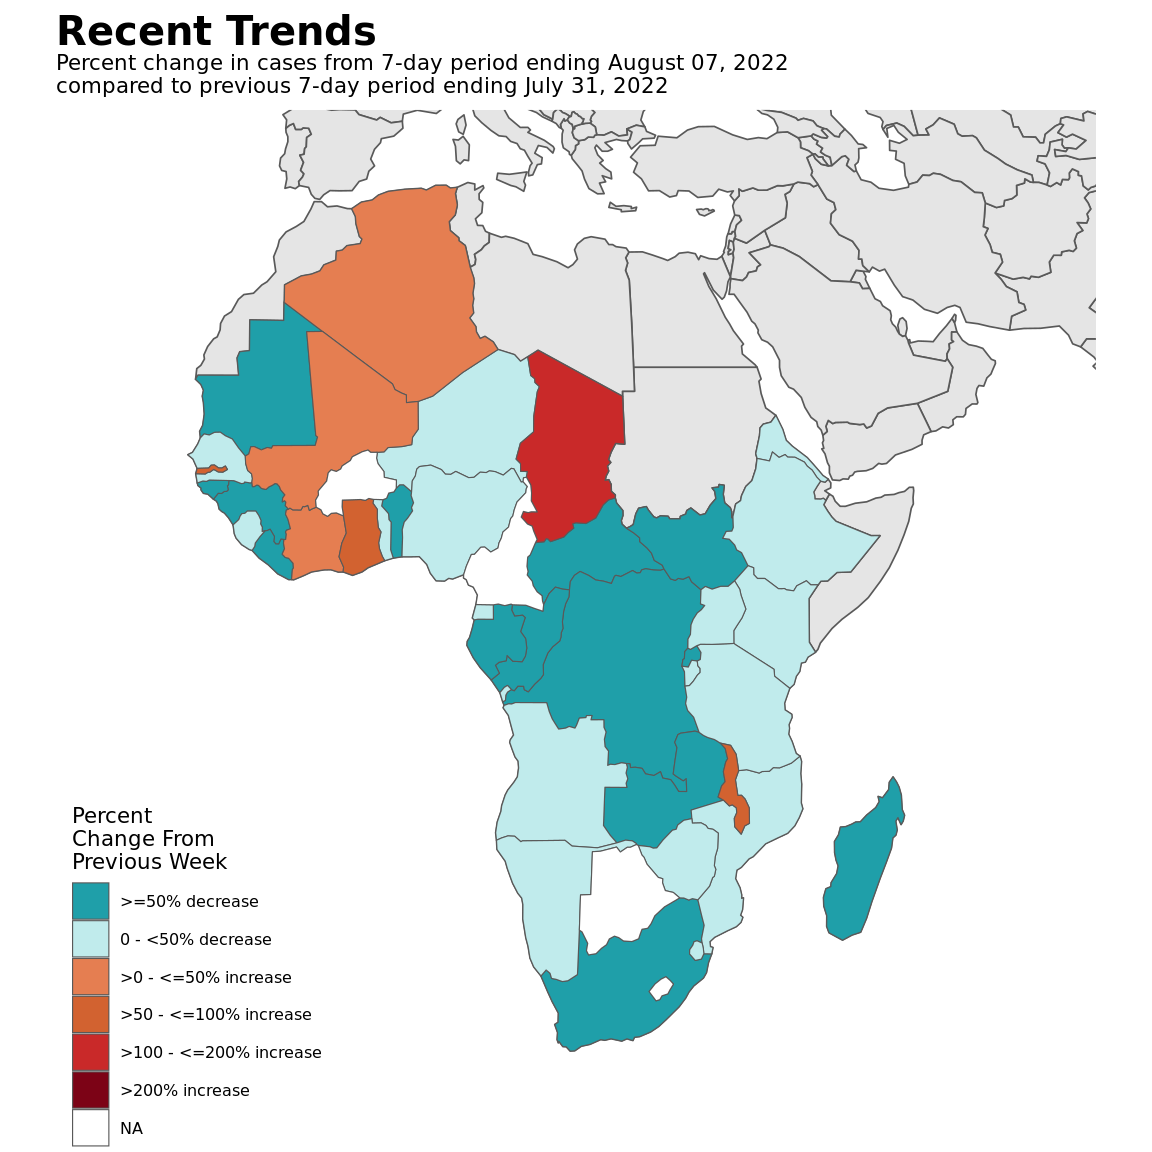 Recent Trends
Percent change in cases from 7-day period ending August 07, 2022
compared to previous 7-day period ending July 31, 2022
Percent
Change From
Previous Week
>=50% decrease
0 - <50% decrease
>0 - <=50% increase
>50 - <=100% increase
>100 - <=200% increase
>200% increase
NA